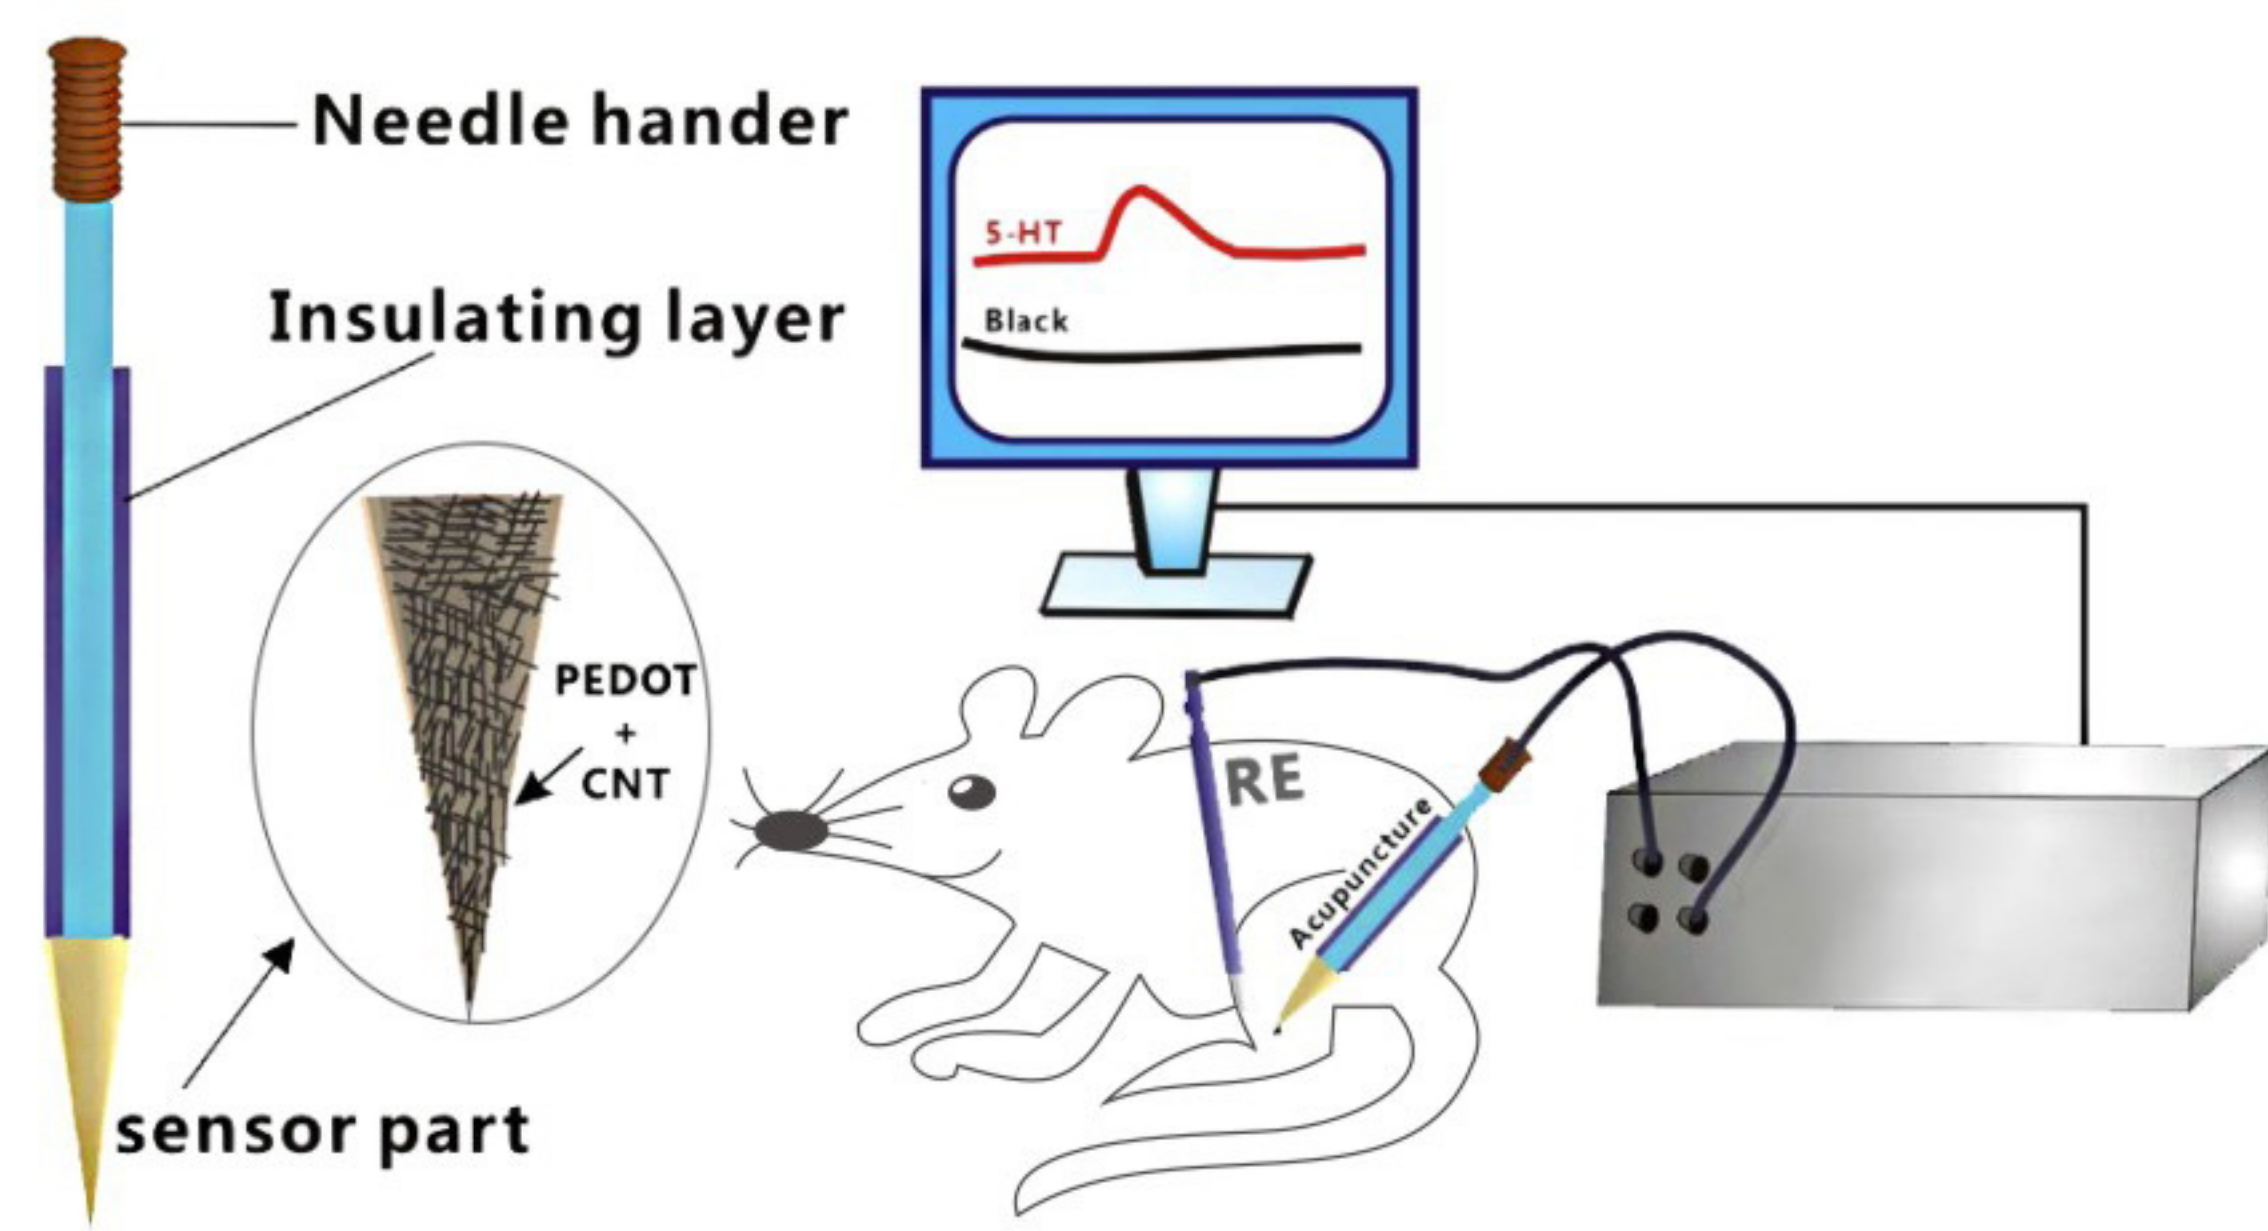 Needle hander
Insulating layer
PEDOT
+
CNT
sensor part
5-HT
Black
RE
Acupuncture